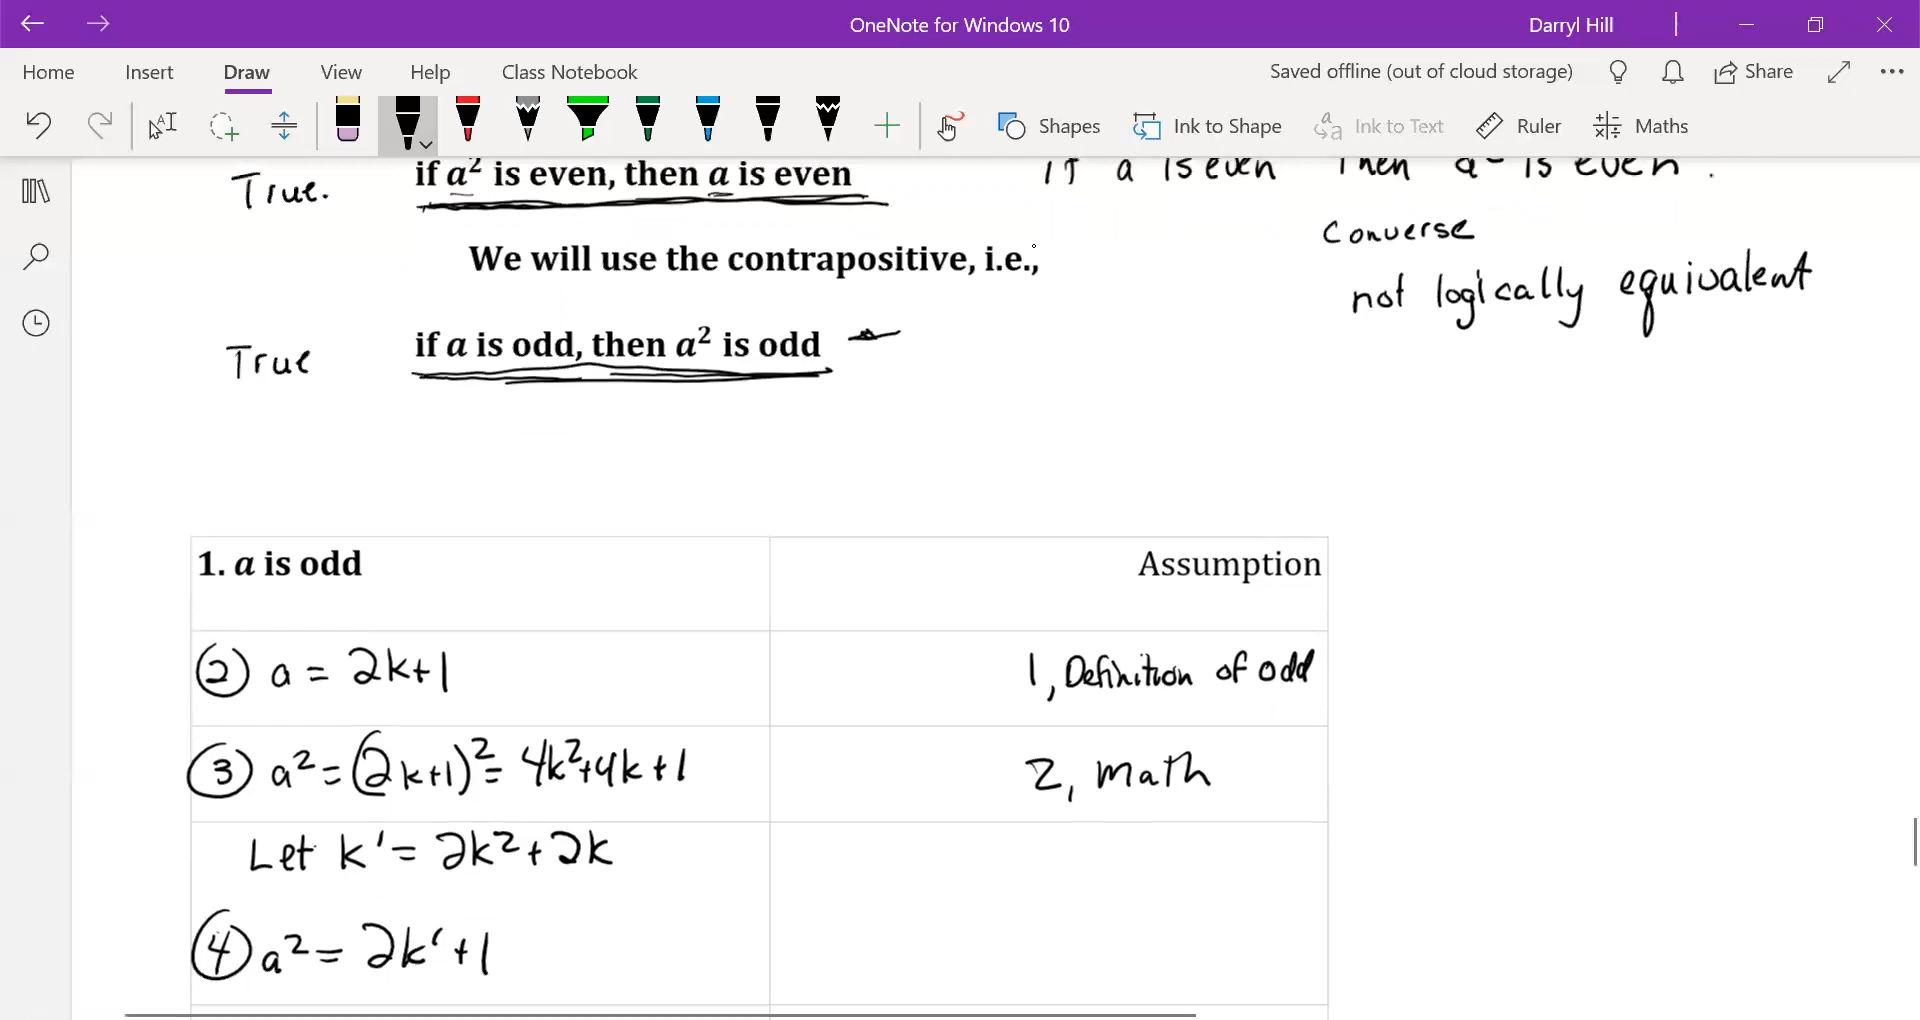 OneNote for Windows 10
Darryl Hill
Home Insert Draw View Help Class Notebook
Saved offline (out of cloud storage)
Share
Shapes
Ink to Shape
Ink to Text
Ruler
Maths
True. if a² is even, then a is even
if a is even then a² is even.
We will use the contrapositive, i.e.,
converse
not logically equivalent
True if a is odd, then a² is odd
1. a is odd Assumption
② a = 2k+1 1, Definition of odd
③ a² = (2k+1)² = 4k²+4k+1 2, math
Let k' = 2k²+2k
④ a² = 2k'+1